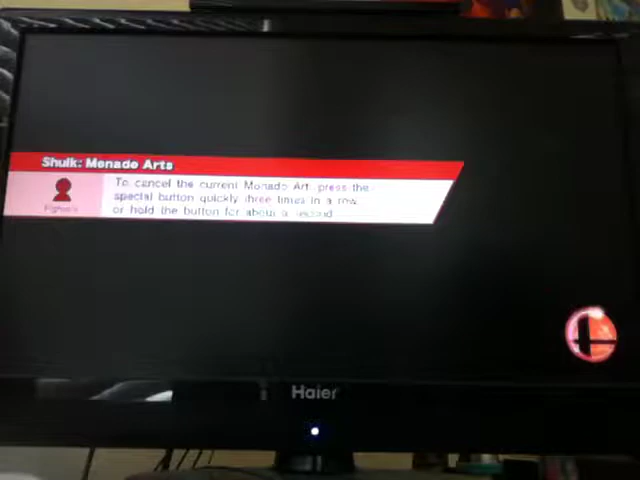 Shulk: Monado Arts
To cancel the current Monado Art, press the
special button quickly three times in a row,
or hold the button for about a second.
Fighters
Haier